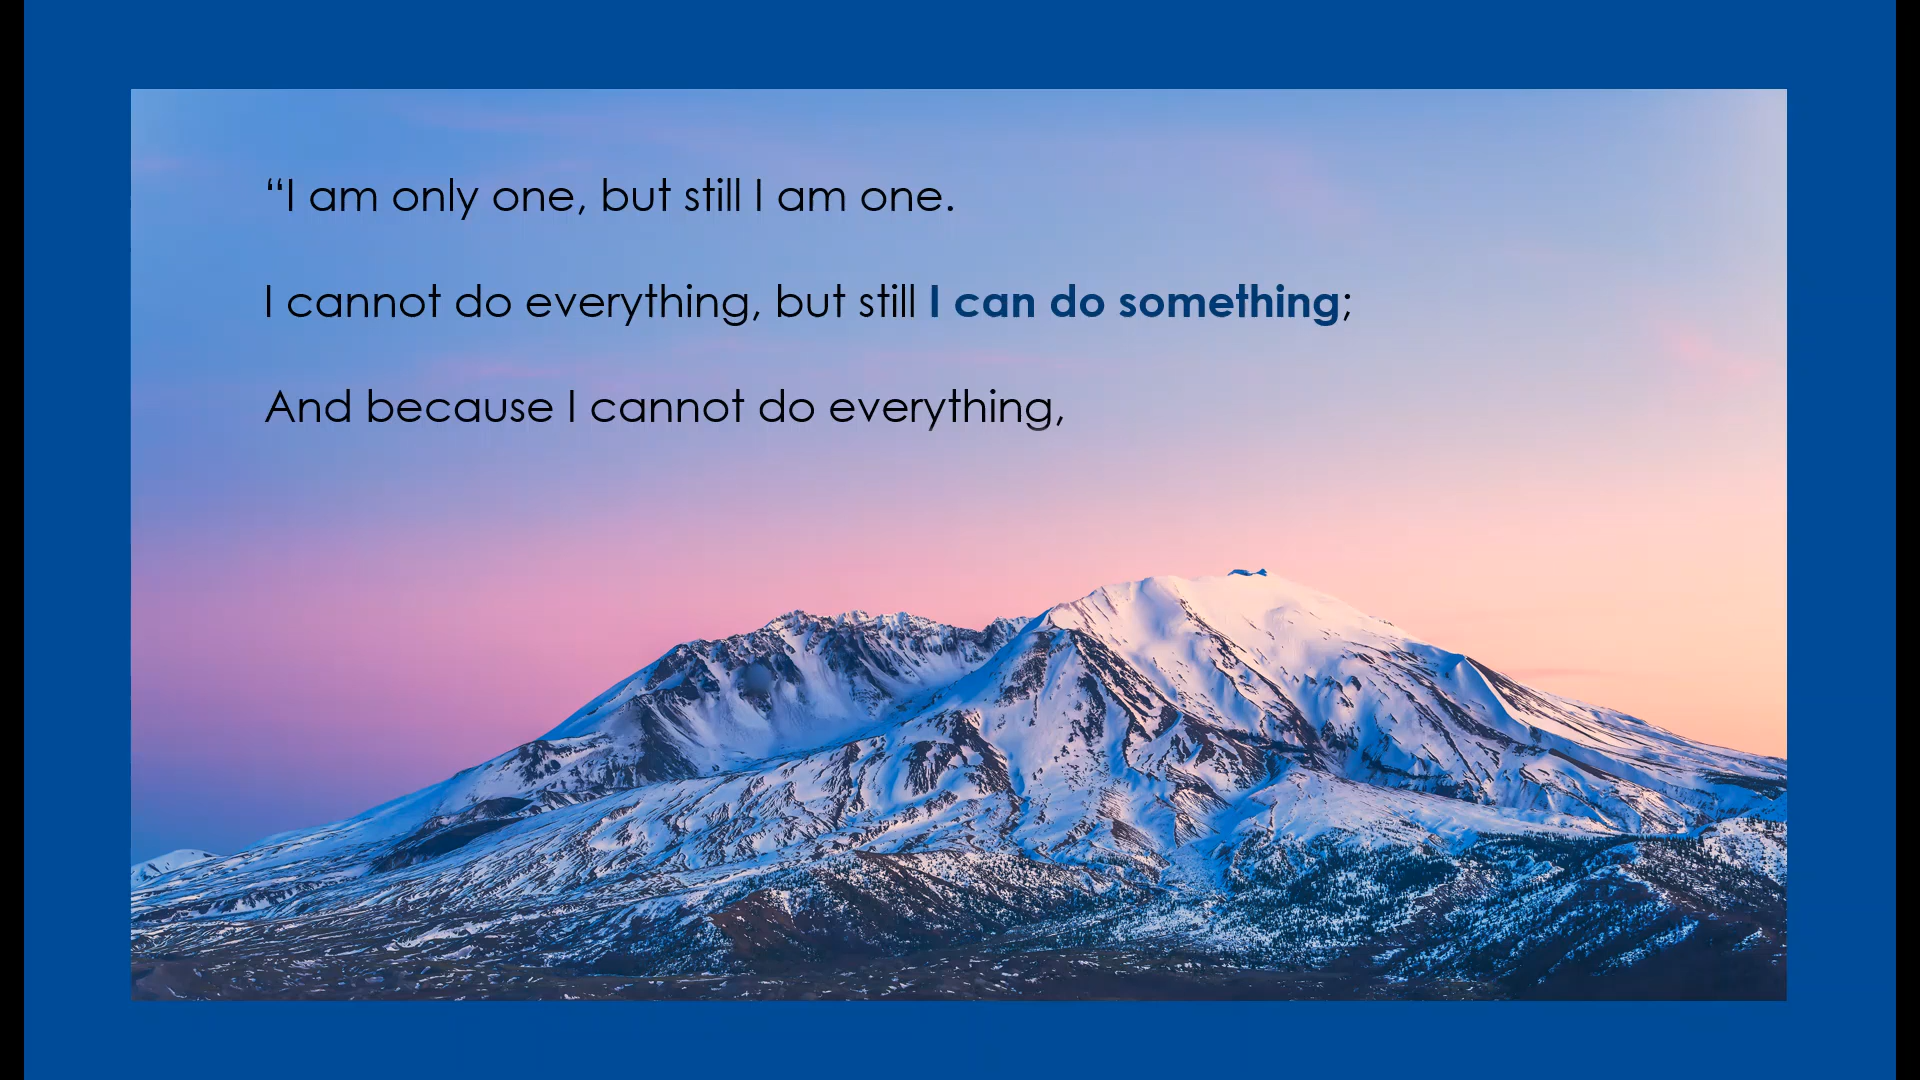 “I am only one, but still I am one.
I cannot do everything, but still I can do something;
And because I cannot do everything,